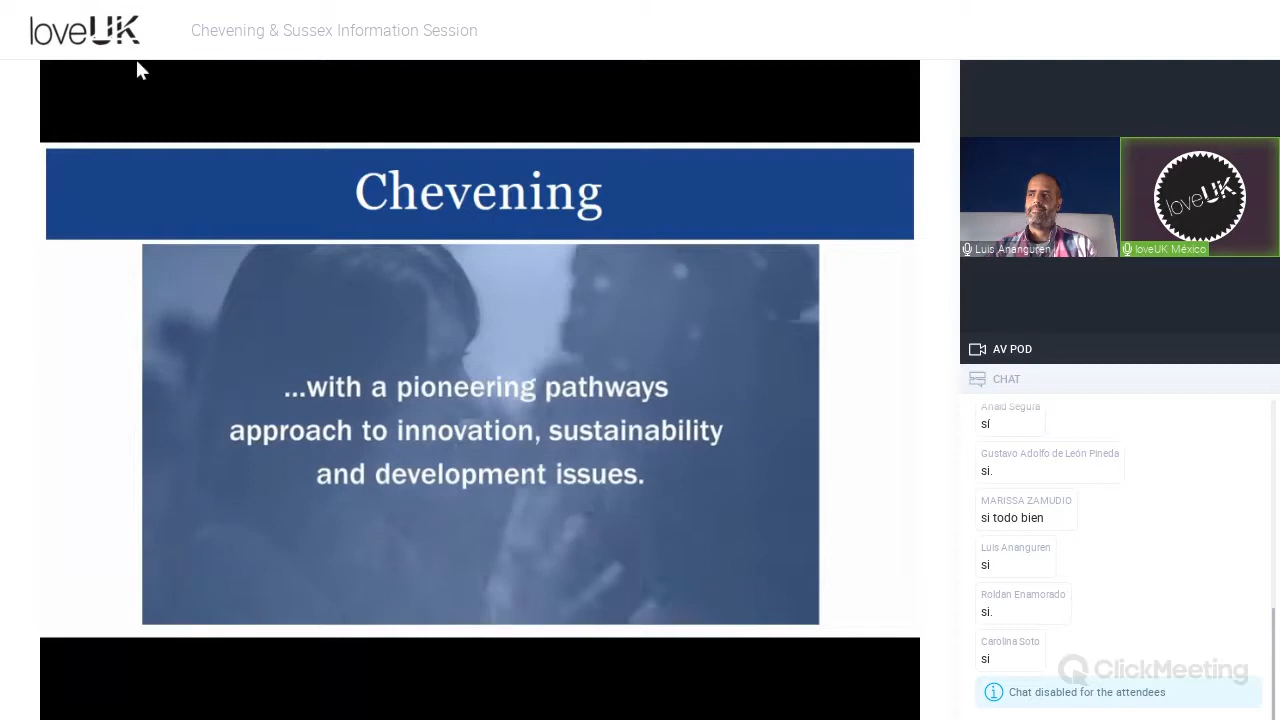 loveUK
Chevening & Sussex Information Session
Chevening
...with a pioneering pathways
approach to innovation, sustainability
and development issues.
Luis Ananguren
loveUK
loveUK México
AV POD
CHAT
Anaid Segura
sí
Gustavo Adolfo de León Pineda
si.
MARISSA ZAMUDIO
si todo bien
Luis Ananguren
si
Roldan Enamorado
si.
Carolina Soto
si
ClickMeeting
Chat disabled for the attendees